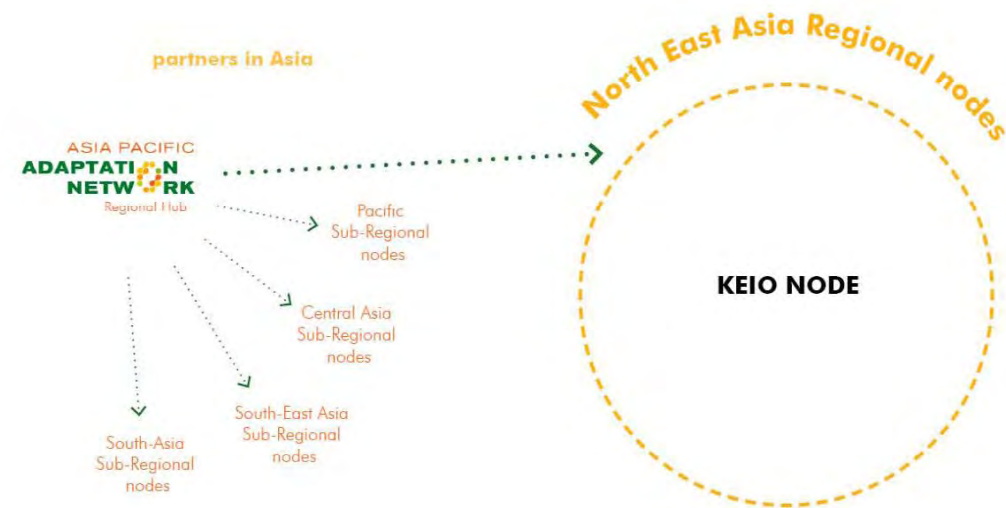 partners in Asia
North East Asia Regional nodes
ASIA PACIFIC
ADAPTATION
NETWORK
Regional Hub
Pacific
Sub-Regional
nodes
KEIO NODE
Central Asia
Sub-Regional
nodes
South-East Asia
Sub-Regional
nodes
South-Asia
Sub-Regional
nodes